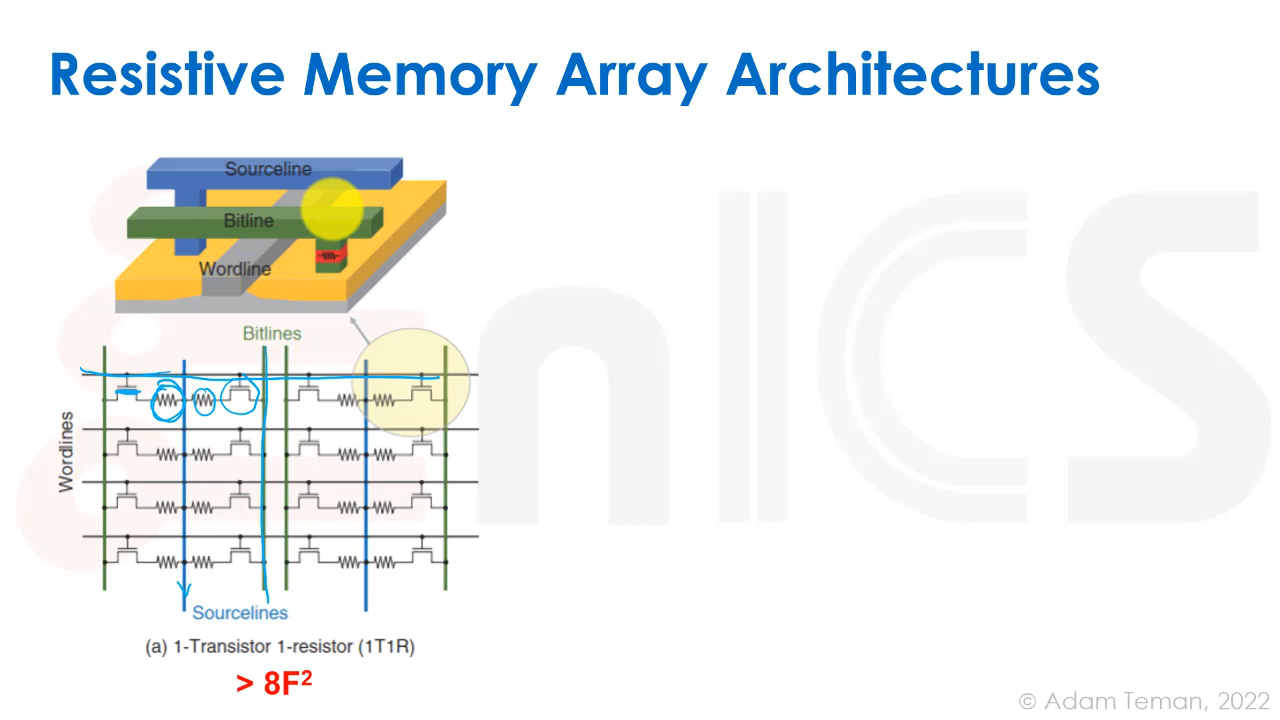 Resistive Memory Array Architectures
Sourceline
Bitline
Wordline
Bitlines
Wordlines
Sourcelines
(a) 1-Transistor 1-resistor (1T1R)
> 8F²
enICS
© Adam Teman, 2022